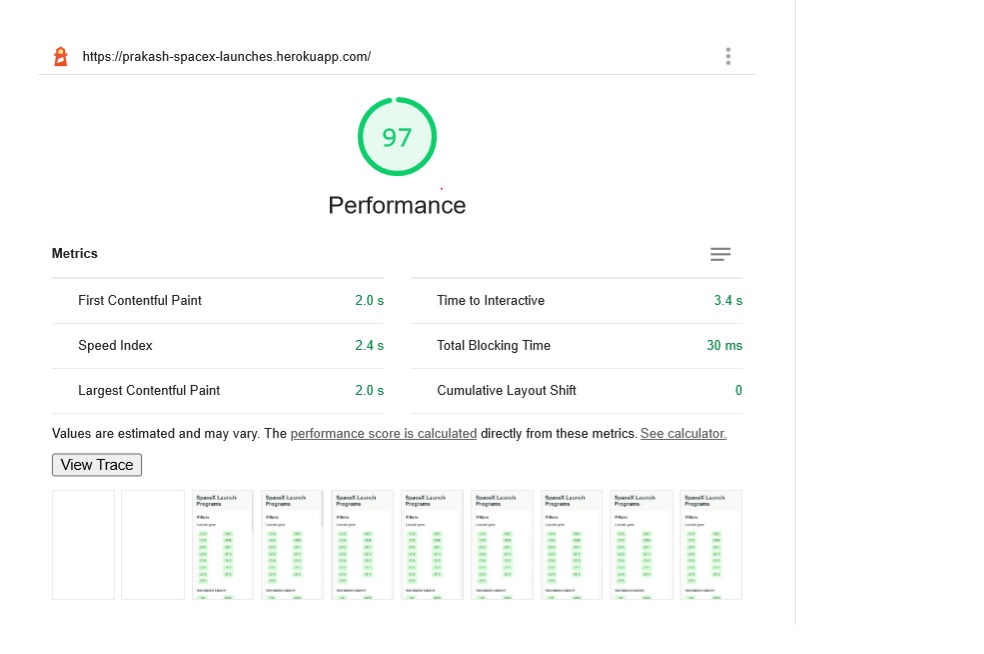 https://prakash-spacex-launches.herokuapp.com/
97
Performance
Metrics
First Contentful Paint 2.0 s
Time to Interactive 3.4 s
Speed Index 2.4 s
Total Blocking Time 30 ms
Largest Contentful Paint 2.0 s
Cumulative Layout Shift 0
Values are estimated and may vary. The performance score is calculated directly from these metrics. See calculator.
View Trace
SpaceX Launch Programs
SpaceX Launch Programs
SpaceX Launch Programs
SpaceX Launch Programs
SpaceX Launch Programs
SpaceX Launch Programs
SpaceX Launch Programs
SpaceX Launch Programs